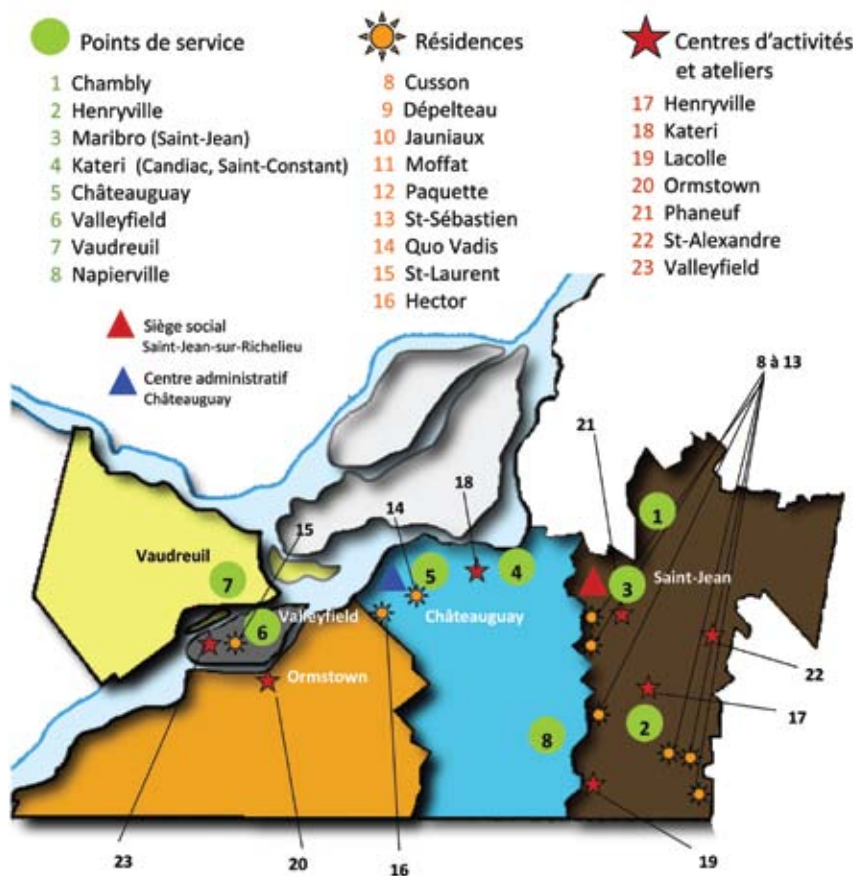 Points de service
1 Chambly
2 Henryville
3 Maribro (Saint-Jean)
4 Kateri (Candiac, Saint-Constant)
5 Châteauguay
6 Valleyfield
7 Vaudreuil
8 Napierville
Résidences
8 Cusson
9 Dépelteau
10 Jauniaux
11 Moffat
12 Paquette
13 St-Sébastien
14 Quo Vadis
15 St-Laurent
16 Hector
Centres d'activités
et ateliers
17 Henryville
18 Kateri
19 Lacolle
20 Ormstown
21 Phaneuf
22 St-Alexandre
23 Valleyfield
Siège social
Saint-Jean-sur-Richelieu
Centre administratif
Châteauguay
8 à 13
21
18
14
15
1
Vaudreuil
7
5
4
3
Saint-Jean
Valleyfield
6
Châteauguay
Ormstown
22
17
2
8
23
20
16
19